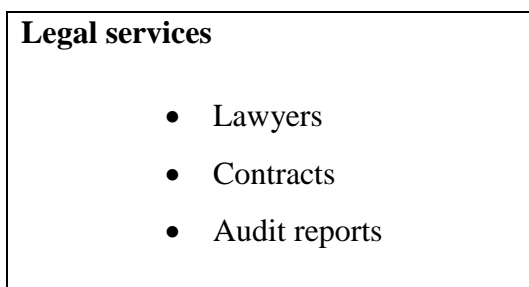 Legal services
• Lawyers
• Contracts
• Audit reports